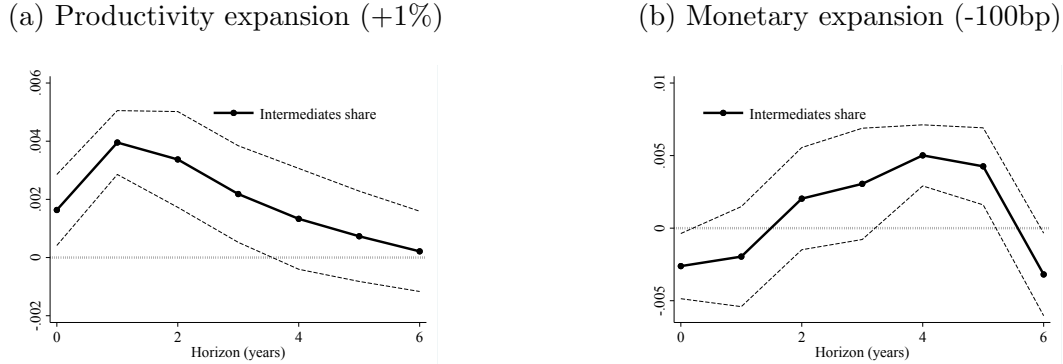 (a) Productivity expansion (+1%)
(b) Monetary expansion (-100bp)
.006
.004
.002
0
-.002
Intermediates share
0 2 4 6
Horizon (years)
.01
.005
0
-.005
Intermediates share
0 2 4 6
Horizon (years)